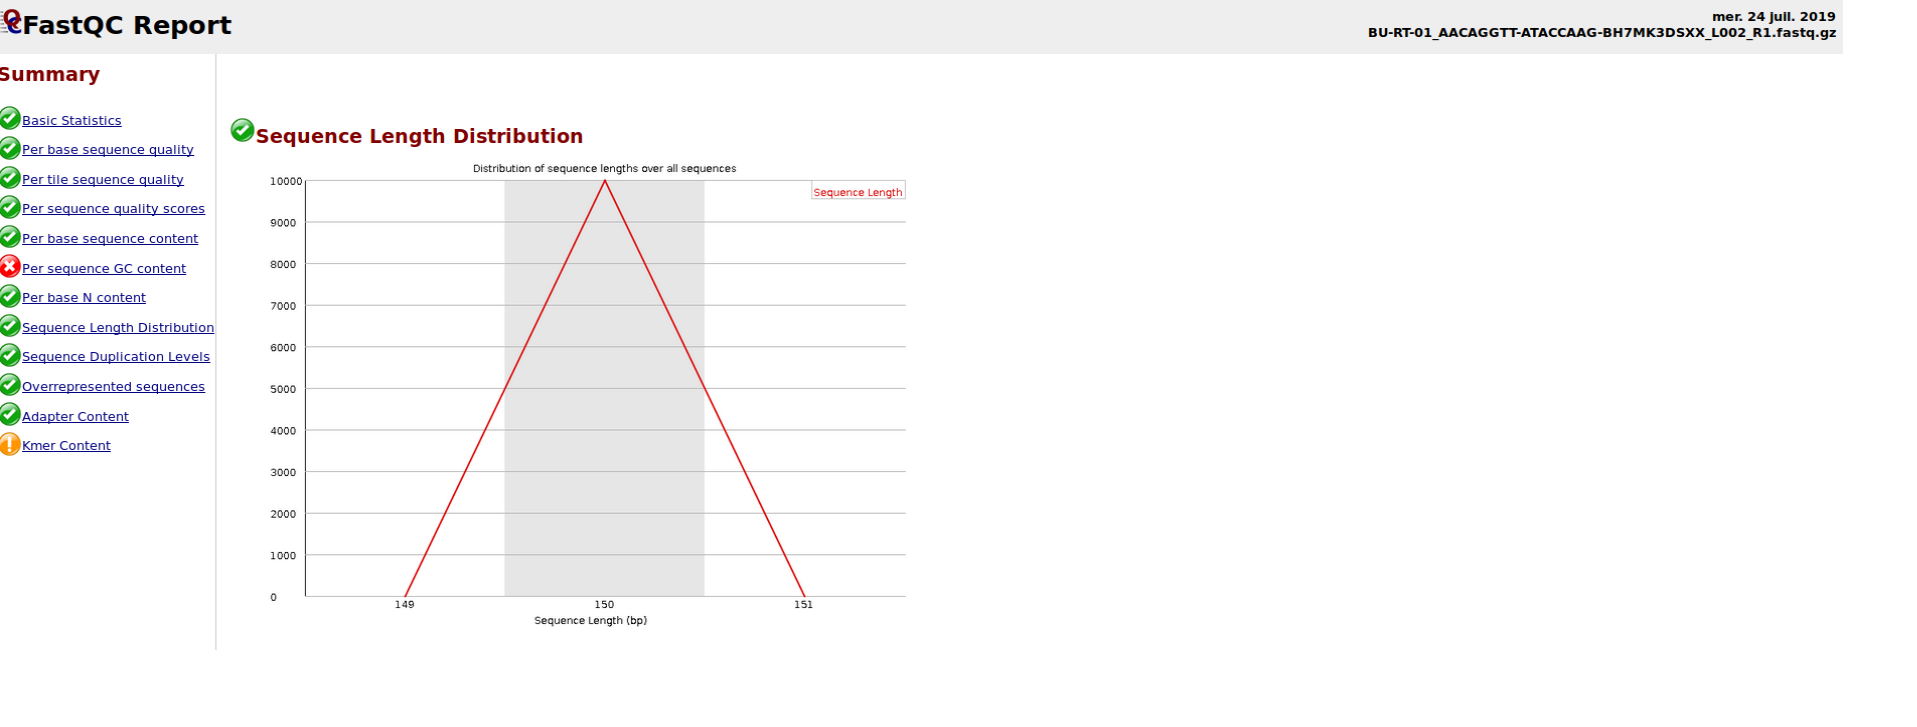 FastQC Report
mer. 24 juil. 2019
BU-RT-01_AACAGGTT-ATACCAAG-BH7MK3DSXX_L002_R1.fastq.gz
Summary
Basic Statistics
Per base sequence quality
Per tile sequence quality
Per sequence quality scores
Per base sequence content
Per sequence GC content
Per base N content
Sequence Length Distribution
Sequence Duplication Levels
Overrepresented sequences
Adapter Content
Kmer Content
Sequence Length Distribution
Distribution of sequence lengths over all sequences
Sequence Length
10000
9000
8000
7000
6000
5000
4000
3000
2000
1000
0
149 150 151
Sequence Length (bp)